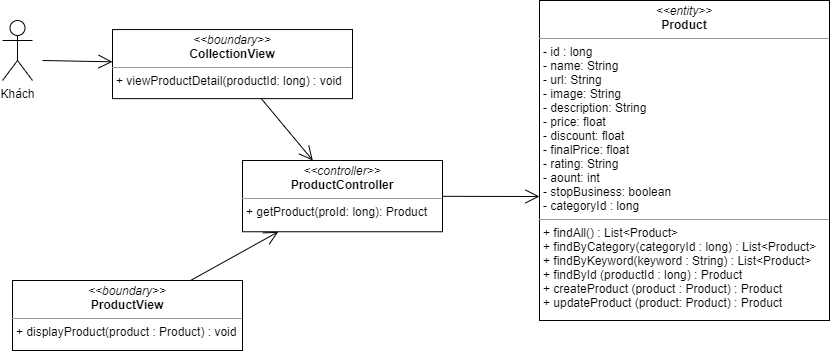 Khách
<<boundary>>
CollectionView
+ viewProductDetail(productId: long) : void
<<controller>>
ProductController
+ getProduct(proId: long): Product
<<boundary>>
ProductView
+ displayProduct(product : Product) : void
<<entity>>
Product
- id : long
- name: String
- url: String
- image: String
- description: String
- price: float
- discount: float
- finalPrice: float
- rating: String
- aount: int
- stopBusiness: boolean
- categoryId : long
+ findAll() : List<Product>
+ findByCategory(categoryId : long) : List<Product>
+ findByKeyword(keyword : String) : List<Product>
+ findById (productId : long) : Product
+ createProduct (product : Product) : Product
+ updateProduct (product: Product) : Product